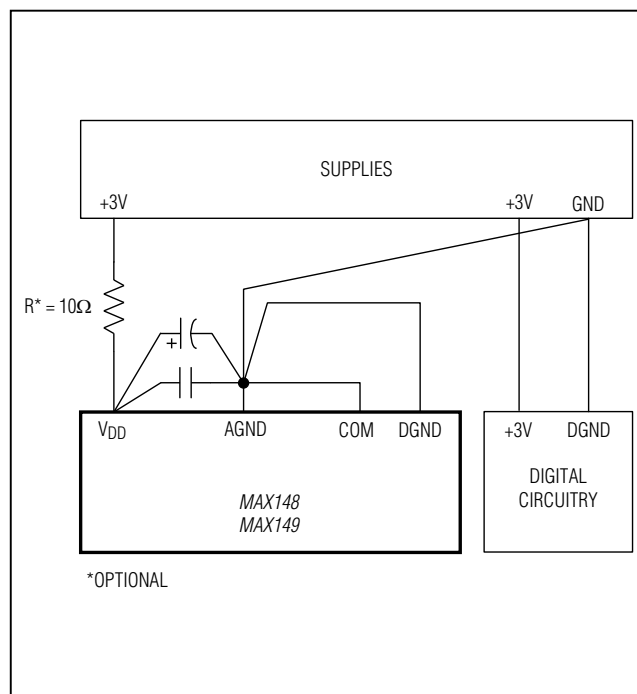 SUPPLIES
+3V +3V GND
R* = 10Ω
+
VDD AGND COM DGND +3V DGND
MAX148
MAX149
DIGITAL
CIRCUITRY
*OPTIONAL